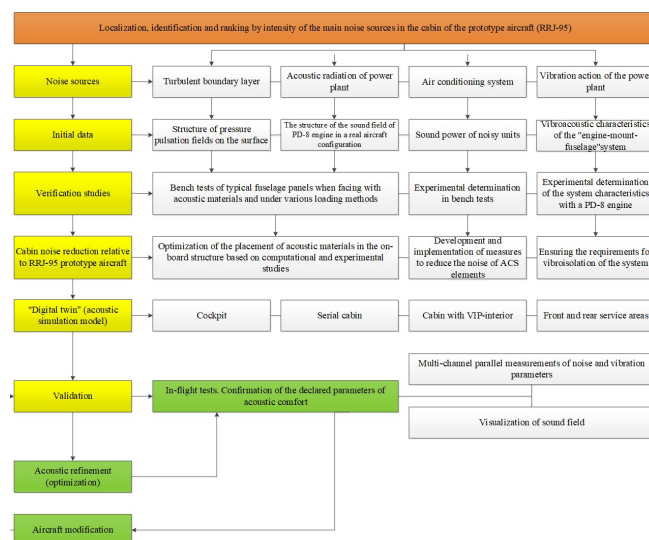 Localization, identification and ranking by intensity of the main noise sources in the cabin of the prototype aircraft (RRJ-95)
Noise sources
Turbulent boundary layer
Acoustic radiation of power
plant
Air conditioning system
Vibration action of the power
plant
Initial data
Structure of pressure
pulsation fields on the surface
The structure of the sound field of
PD-8 engine in a real aircraft
configuration
Sound power of noisy units
Vibroacoustic characteristics
of the "engine-mount-
fuselage"system
Verification studies
Bench tests of typical fuselage panels when facing with
acoustic materials and under various loading methods
Experimental determination
in bench tests
Experimental determination
of the system characteristics
with a PD-8 engine
Cabin noise reduction relative
to RRJ-95 prototype aircraft
Optimization of the placement of acoustic materials in the on-
board structure based on computational and experimental
studies
Development and
implementation of measures
to reduce the noise of ACS
elements
Ensuring the requirements for
vibroisolation of the system
"Digital twin" (acoustic
simulation model)
Cockpit
Serial cabin
Cabin with VIP-interior
Front and rear service areas
Multi-channel parallel measurements of noise and vibration
parameters
Validation
In-flight tests. Confirmation of the declared parameters of
acoustic comfort
Visualization of sound field
Acoustic refinement
(optimization)
Aircraft modification